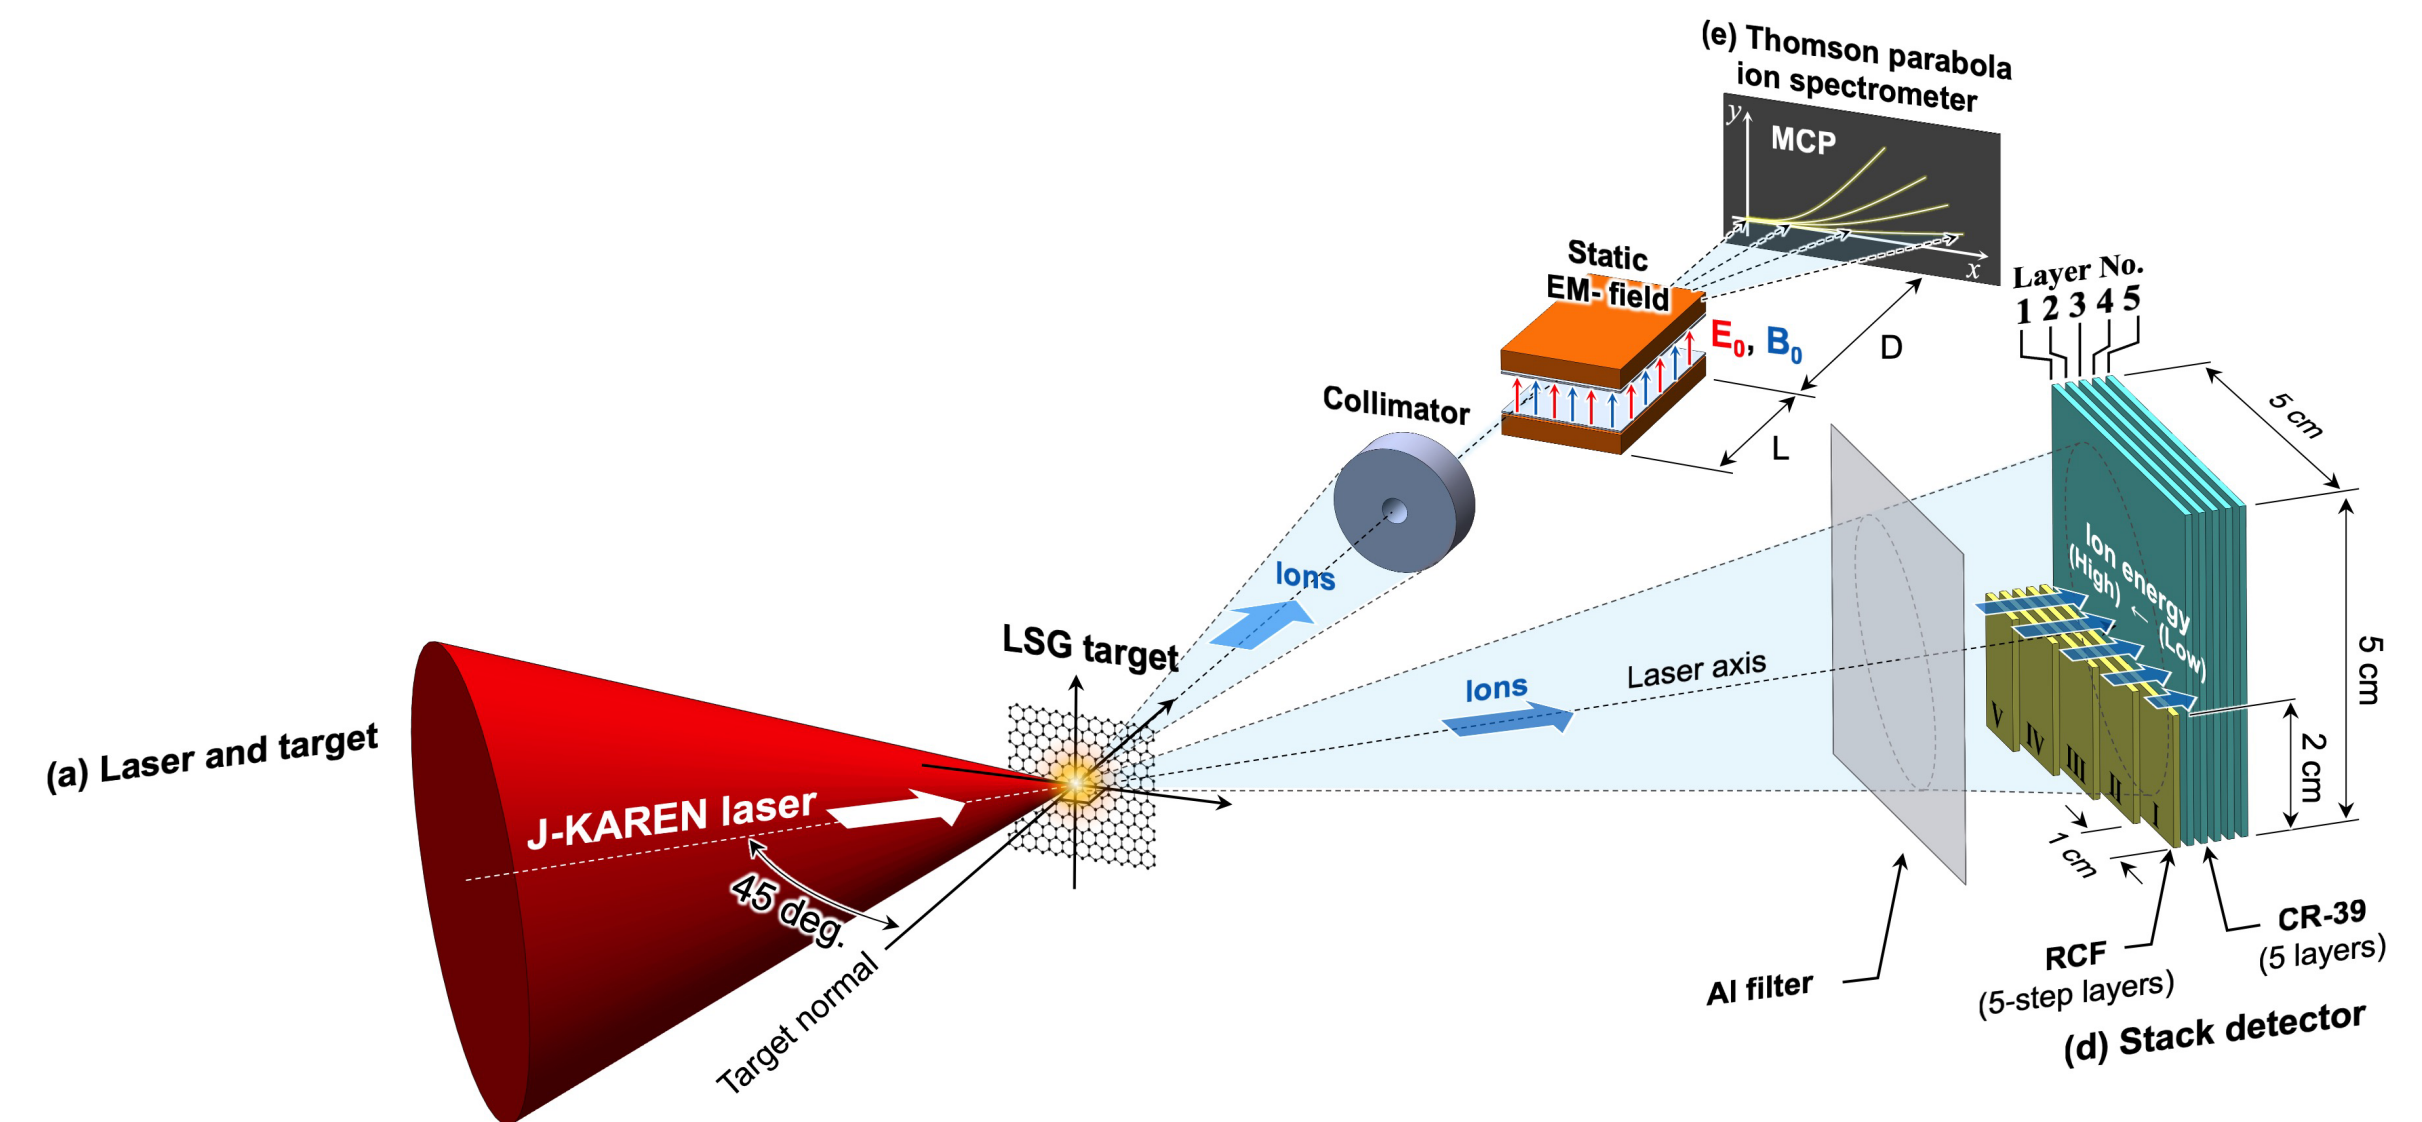 (e) Thomson parabola
ion spectrometer
y
MCP
x
Static
EM- field
E0, B0
D
L
Collimator
Layer No.
1 2 3 4 5
5 cm
5 cm
2 cm
1 cm
Ion energy
(High) ← (Low)
V
IV
III
II
I
Ions
Ions
Laser axis
LSG target
(a) Laser and target
J-KAREN laser
45 deg.
Target normal
Al filter
RCF
(5-step layers)
CR-39
(5 layers)
(d) Stack detector